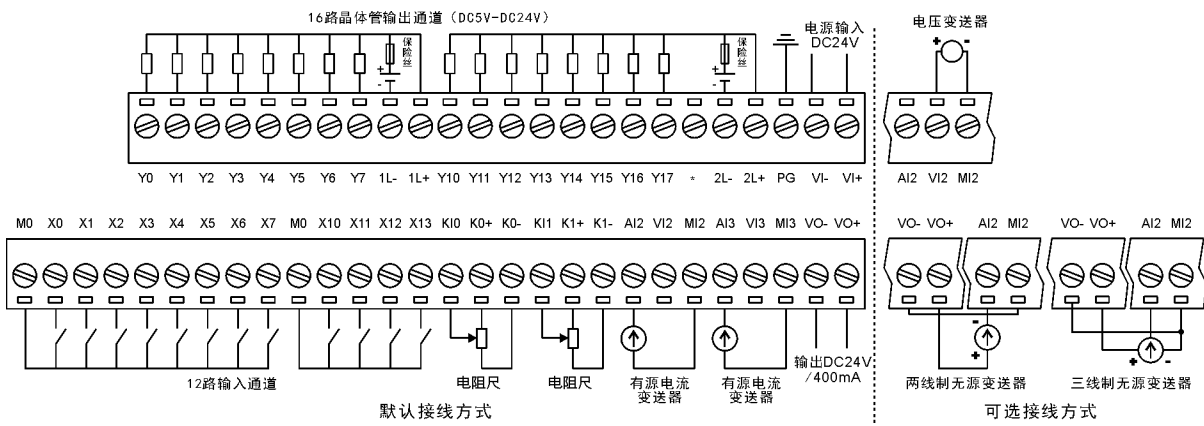 16路晶体管输出通道（DC5V-DC24V）
保险丝
保险丝
电源输入
DC24V
电压变送器
+ -
+
-
+
-
Y0 Y1 Y2 Y3 Y4 Y5 Y6 Y7 1L- 1L+ Y10 Y11 Y12 Y13 Y14 Y15 Y16 Y17 * 2L- 2L+ PG VI- VI+
AI2 VI2 MI2
M0 X0 X1 X2 X3 X4 X5 X6 X7 M0 X10 X11 X12 X13 KI0 K0+ K0- KI1 K1+ K1- AI2 VI2 MI2 AI3 VI3 MI3 VO- VO+
VO- VO+ AI2 MI2
VO- VO+ AI2 MI2
-
+
+ -
12路输入通道
电阻尺
电阻尺
有源电流
变送器
有源电流
变送器
输出DC24V
/400mA
两线制无源变送器
三线制无源变送器
默认接线方式
可选接线方式